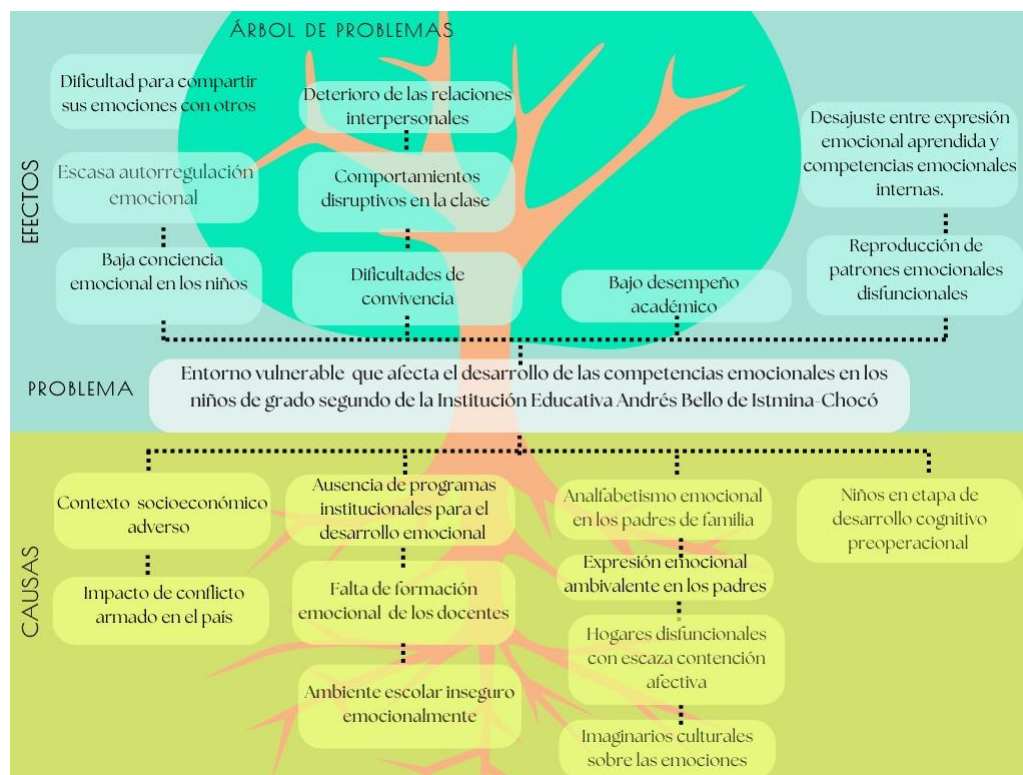 ÁRBOL DE PROBLEMAS
EFECTOS
Dificultad para compartir
sus emociones con otros
Escasa autorregulación
emocional
Baja conciencia
emocional en los niños
Deterioro de las relaciones
interpersonales
Comportamientos
disruptivos en la clase
Dificultades de
convivencia
Bajo desempeño
académico
Desajuste entre expresión
emocional aprendida y
competencias emocionales
internas.
Reproducción de
patrones emocionales
disfuncionales
PROBLEMA
Entorno vulnerable que afecta el desarrollo de las competencias emocionales en los
niños de grado segundo de la Institución Educativa Andrés Bello de Istmina-Chocó
CAUSAS
Contexto socioeconómico
adverso
Impacto de conflicto
armado en el país
Ausencia de programas
institucionales para el
desarrollo emocional
Falta de formación
emocional de los docentes
Ambiente escolar inseguro
emocionalmente
Analfabetismo emocional
en los padres de familia
Expresión emocional
ambivalente en los padres
Hogares disfuncionales
con escaza contención
afectiva
Imaginarios culturales
sobre las emociones
Niños en etapa de
desarrollo cognitivo
preoperacional